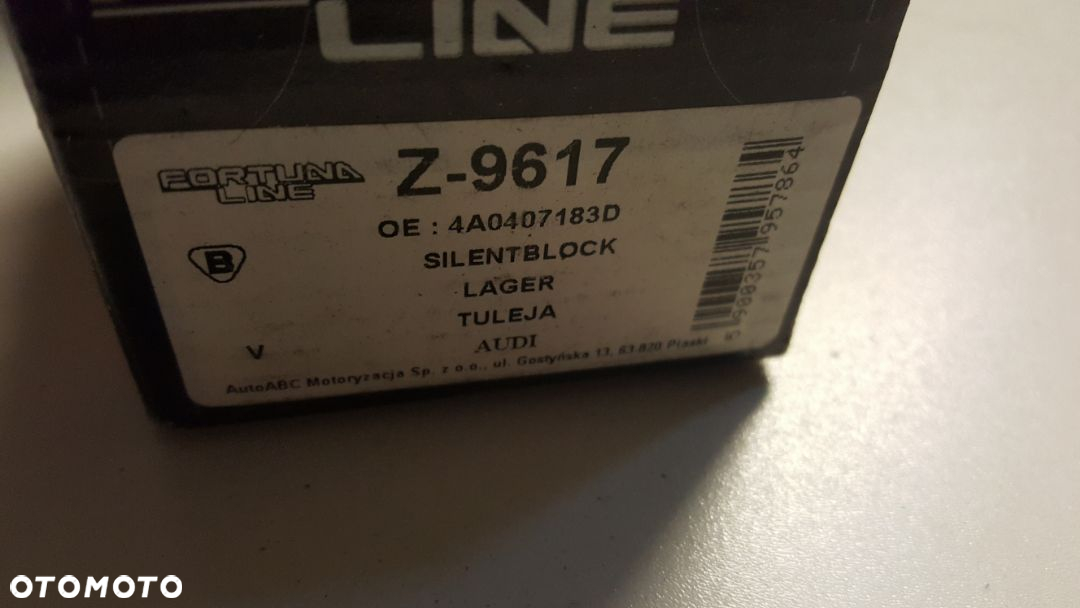 LINE
FORTUNA
LINE
Z-9617
OE : 4A0407183D
B
SILENTBLOCK
LAGER
TULEJA
V
AUDI
AutoABC Motoryzacja Sp. z o.o., ul. Gostyńska 13, 63-820 Piaski
5 900357 957864
OTOMOTO